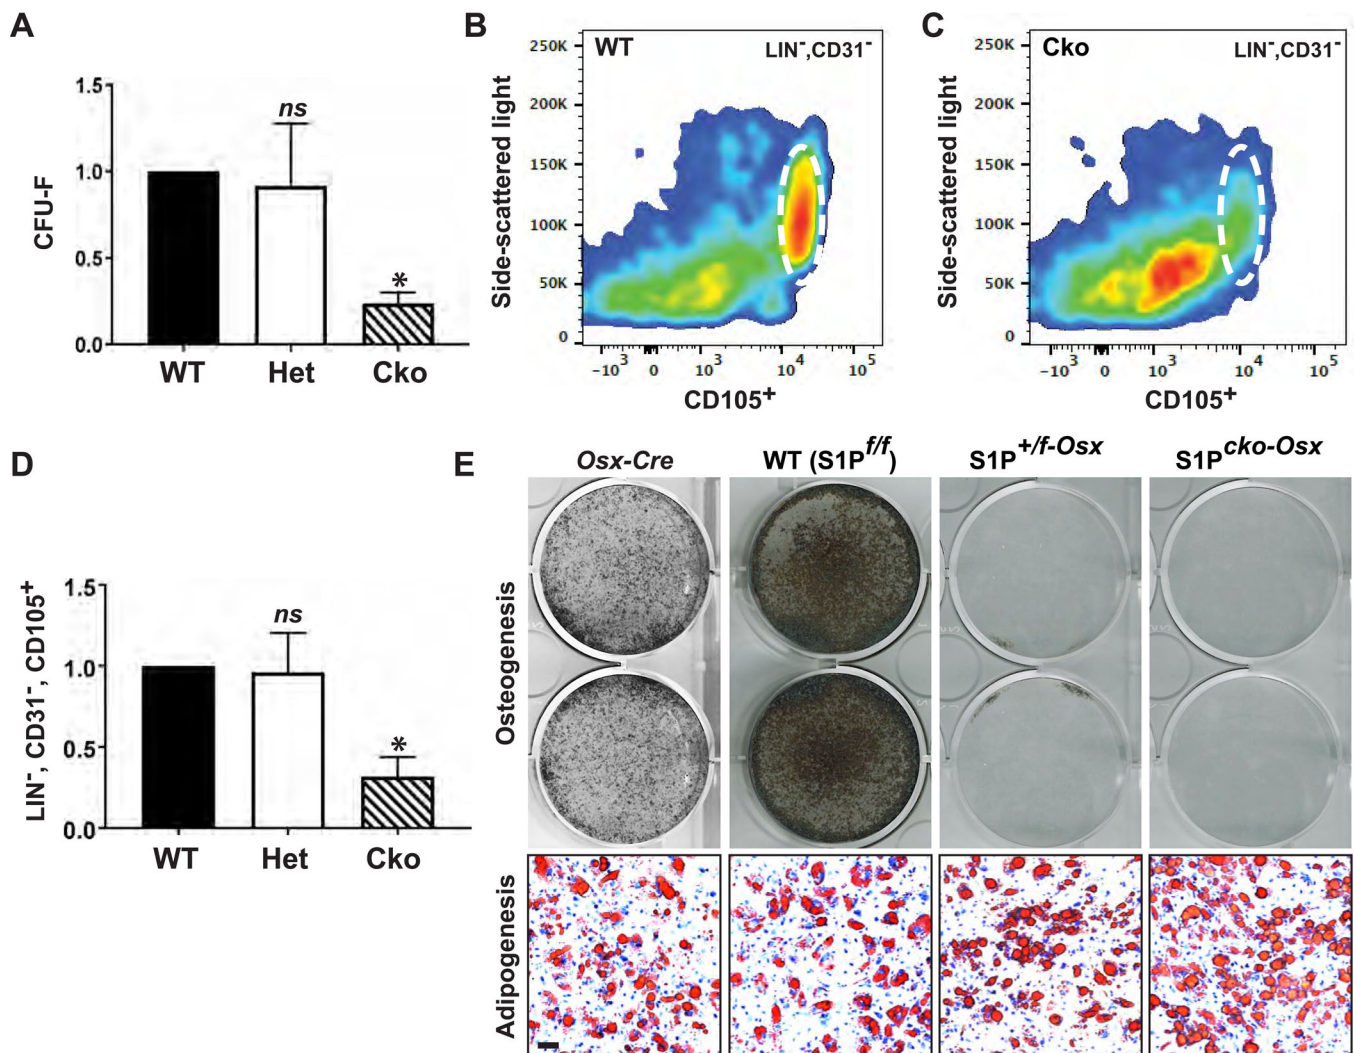 A
CFU-F
1.5
1.0
0.5
0.0
ns
*
WT Het Cko
B
Side-scattered light
250K
200K
150K
100K
50K
0
WT
LIN⁻,CD31⁻
-10³ 0 10³ 10⁴ 10⁵
CD105⁺
C
Side-scattered light
250K
200K
150K
100K
50K
0
Cko
LIN⁻,CD31⁻
-10³ 0 10³ 10⁴ 10⁵
CD105⁺
D
LIN⁻, CD31⁻, CD105⁺
1.5
1.0
0.5
0.0
ns
*
WT Het Cko
E
Osx-Cre WT (S1P^f/f) S1P^+/f-Osx S1P^cko-Osx
Osteogenesis
Adipogenesis